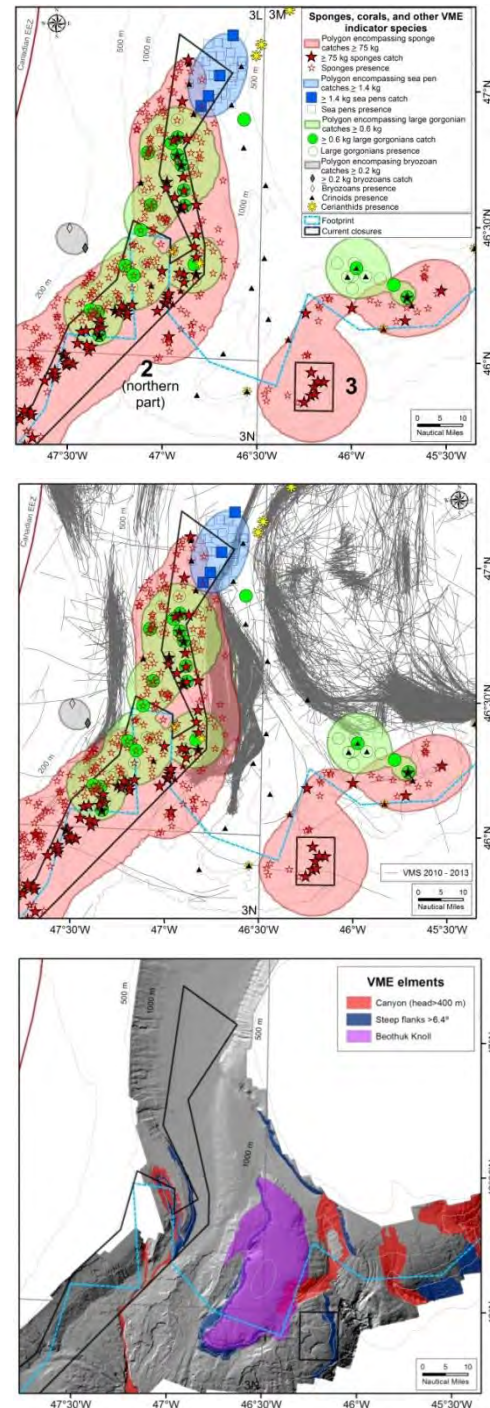 Canadian EEZ
500 m
1000 m
3L
3M
Sponges, corals, and other VME
indicator species
Polygon encompassing sponge
catches ≥ 75 kg
≥ 75 kg sponges catch
Sponges presence
Polygon encompassing sea pen
catches ≥ 1.4 kg
≥ 1.4 kg sea pens catch
Sea pens presence
Polygon encompassing large gorgonian
catches ≥ 0.6 kg
≥ 0.6 kg large gorgonians catch
Large gorgonians presence
Polygon encompasing bryozoan
catches ≥ 0.2 kg
> 0.2 kg bryozoans catch
Bryozoans presence
Crinoids presence
Cerianthids presence
Footprint
Current closures
500 m
1000 m
200 m
2
(northern
part)
3
3N
0 5 10
Nautical Miles
47°N
46°30'N
46°N
47°30'W
47°W
46°30'W
46°W
45°30'W
Canadian EEZ
500 m
200 m
3N
VMS 2010 - 2013
0 5 10
Nautical Miles
47°N
46°30'N
46°N
47°30'W
47°W
46°30'W
46°W
45°30'W
500 m
1000 m
500 m
1000 m
VME elments
Canyon (head>400 m)
Steep flanks >6.4º
Beothuk Knoll
3N
0 5 10
Nautical Miles
47°30'W
47°W
46°30'W
46°W
45°30'W